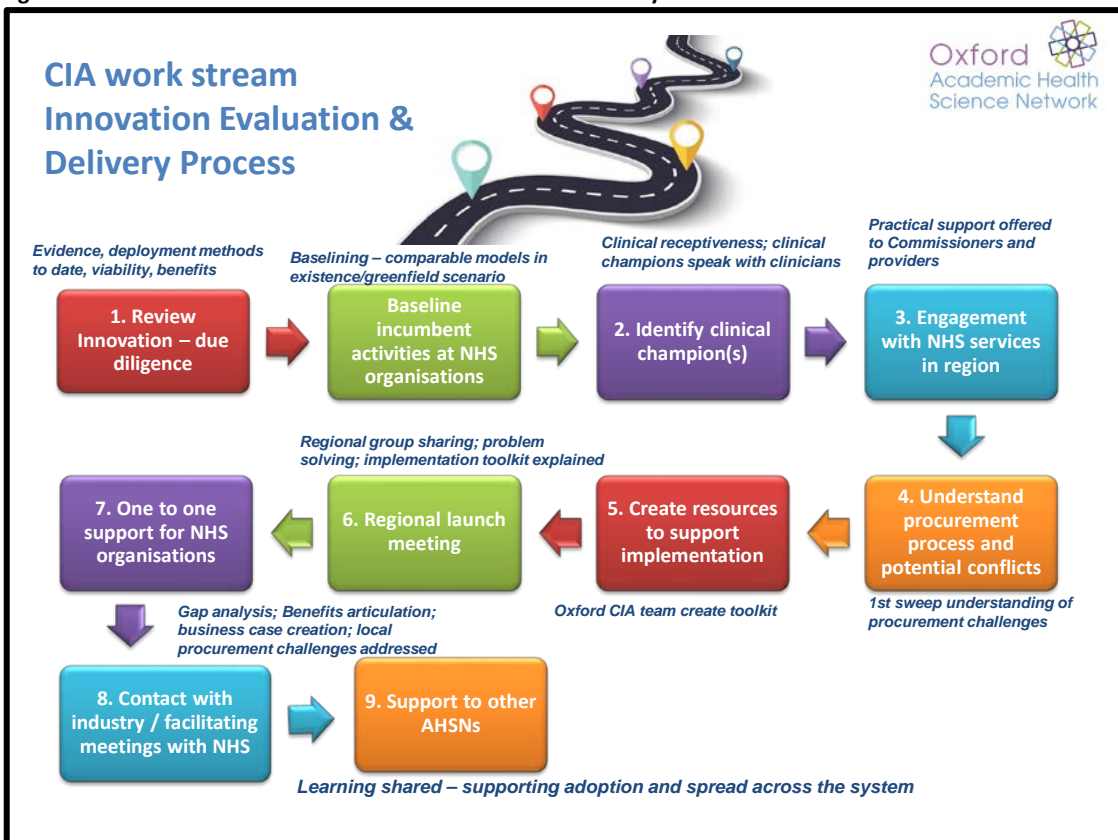 CIA work stream
Innovation Evaluation &
Delivery Process
Oxford
Academic Health
Science Network
Evidence, deployment methods
to date, viability, benefits
Baselining – comparable models in
existence/greenfield scenario
Clinical receptiveness; clinical
champions speak with clinicians
Practical support offered
to Commissioners and
providers
1. Review
Innovation – due
diligence
Baseline
incumbent
activities at NHS
organisations
2. Identify clinical
champion(s)
3. Engagement
with NHS services
in region
Regional group sharing; problem
solving; implementation toolkit explained
7. One to one
support for NHS
organisations
6. Regional launch
meeting
5. Create resources
to support
implementation
4. Understand
procurement
process and
potential conflicts
Gap analysis; Benefits articulation;
business case creation; local
procurement challenges addressed
Oxford CIA team create toolkit
1st sweep understanding of
procurement challenges
8. Contact with
industry / facilitating
meetings with NHS
9. Support to other
AHSNs
Learning shared – supporting adoption and spread across the system